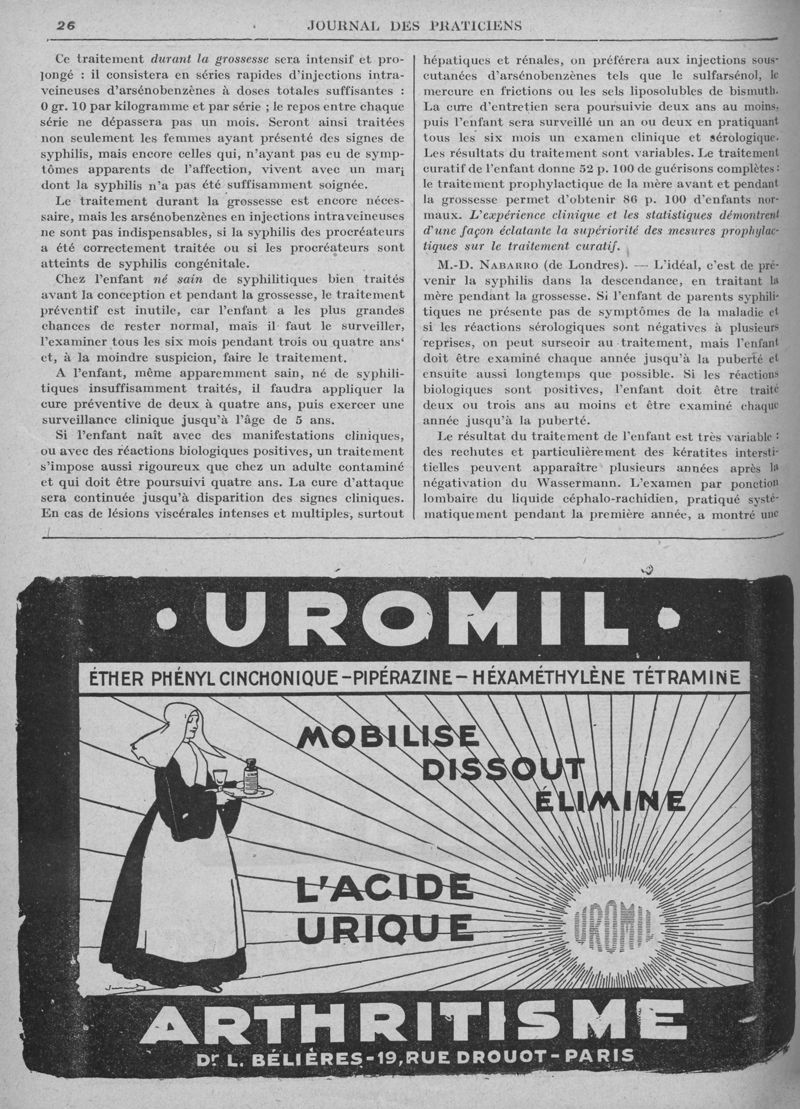 26
JOURNAL DES PRATICIENS
Ce traitement durant la grossesse sera intensif et pro-
longé : il consistera en séries rapides d'injections intra-
veineuses d'arsénobenzènes à doses totales suffisantes :
0 gr. 10 par kilogramme et par série ; le repos entre chaque
série ne dépassera pas un mois. Seront ainsi traitées
non seulement les femmes ayant présenté des signes de
syphilis, mais encore celles qui, n'ayant pas eu de symp-
tômes apparents de l'affection, vivent avec un mari
dont la syphilis n'a pas été suffisamment soignée.
Le traitement durant la grossesse est encore néces-
saire, mais les arsénobenzènes en injections intraveineuses
ne sont pas indispensables, si la syphilis des procréateurs
a été correctement traitée ou si les procréateurs sont
atteints de syphilis congénitale.
Chez l'enfant né sain de syphilitiques bien traités
avant la conception et pendant la grossesse, le traitement
préventif est inutile, car l'enfant a les plus grandes
chances de rester normal, mais il faut le surveiller,
l'examiner tous les six mois pendant trois ou quatre ans
et, à la moindre suspicion, faire le traitement.
A l'enfant, même apparemment sain, né de syphili-
tiques insuffisamment traités, il faudra appliquer la
cure préventive de deux à quatre ans, puis exercer une
surveillance clinique jusqu'à l'âge de 5 ans.
Si l'enfant naît avec des manifestations cliniques,
ou avec des réactions biologiques positives, un traitement
s'impose aussi rigoureux que chez un adulte contaminé
et qui doit être poursuivi quatre ans. La cure d'attaque
sera continuée jusqu'à disparition des signes cliniques.
En cas de lésions viscérales intenses et multiples, surtout
hépatiques et rénales, on préférera aux injections sous-
cutanées d'arsénobenzènes tels que le sulfarsénol, le
mercure en frictions ou les sels liposolubles de bismuth.
La cure d'entretien sera poursuivie deux ans au moins,
puis l'enfant sera surveillé un an ou deux en pratiquant
tous les six mois un examen clinique et sérologique.
Les résultats du traitement sont variables. Le traitement
curatif de l'enfant donne 52 p. 100 de guérisons complètes :
le traitement prophylactique de la mère avant et pendant
la grossesse permet d'obtenir 86 p. 100 d'enfants nor-
maux. L'expérience clinique et les statistiques démontrent
d'une façon éclatante la supériorité des mesures prophylac-
tiques sur le traitement curatif.
M.-D. NABARRO (de Londres). — L'idéal, c'est de pré-
venir la syphilis dans la descendance, en traitant la
mère pendant la grossesse. Si l'enfant de parents syphili-
tiques ne présente pas de symptômes de la maladie et
si les réactions sérologiques sont négatives à plusieurs
reprises, on peut surseoir au traitement, mais l'enfant
doit être examiné chaque année jusqu'à la puberté et
ensuite aussi longtemps que possible. Si les réactions
biologiques sont positives, l'enfant doit être traité
deux ou trois ans au moins et être examiné chaque
année jusqu'à la puberté.
Le résultat du traitement de l'enfant est très variable :
des rechutes et particulièrement des kératites intersti-
tielles peuvent apparaître plusieurs années après la
négativation du Wassermann. L'examen par ponction
lombaire du liquide céphalo-rachidien, pratiqué systé-
matiquement pendant la première année, a montré une
• UROMIL •
ÉTHER PHÉNYL CINCHONIQUE - PIPÉRAZINE - HÉXAMÉTHYLÈNE TÉTRAMINE
MOBILISE
DISSOUT
ÉLIMINE
L'ACIDE
URIQUE
UROMIL
ARTHRITISME
Dr L. BÉLIÈRES - 19, RUE DROUOT - PARIS